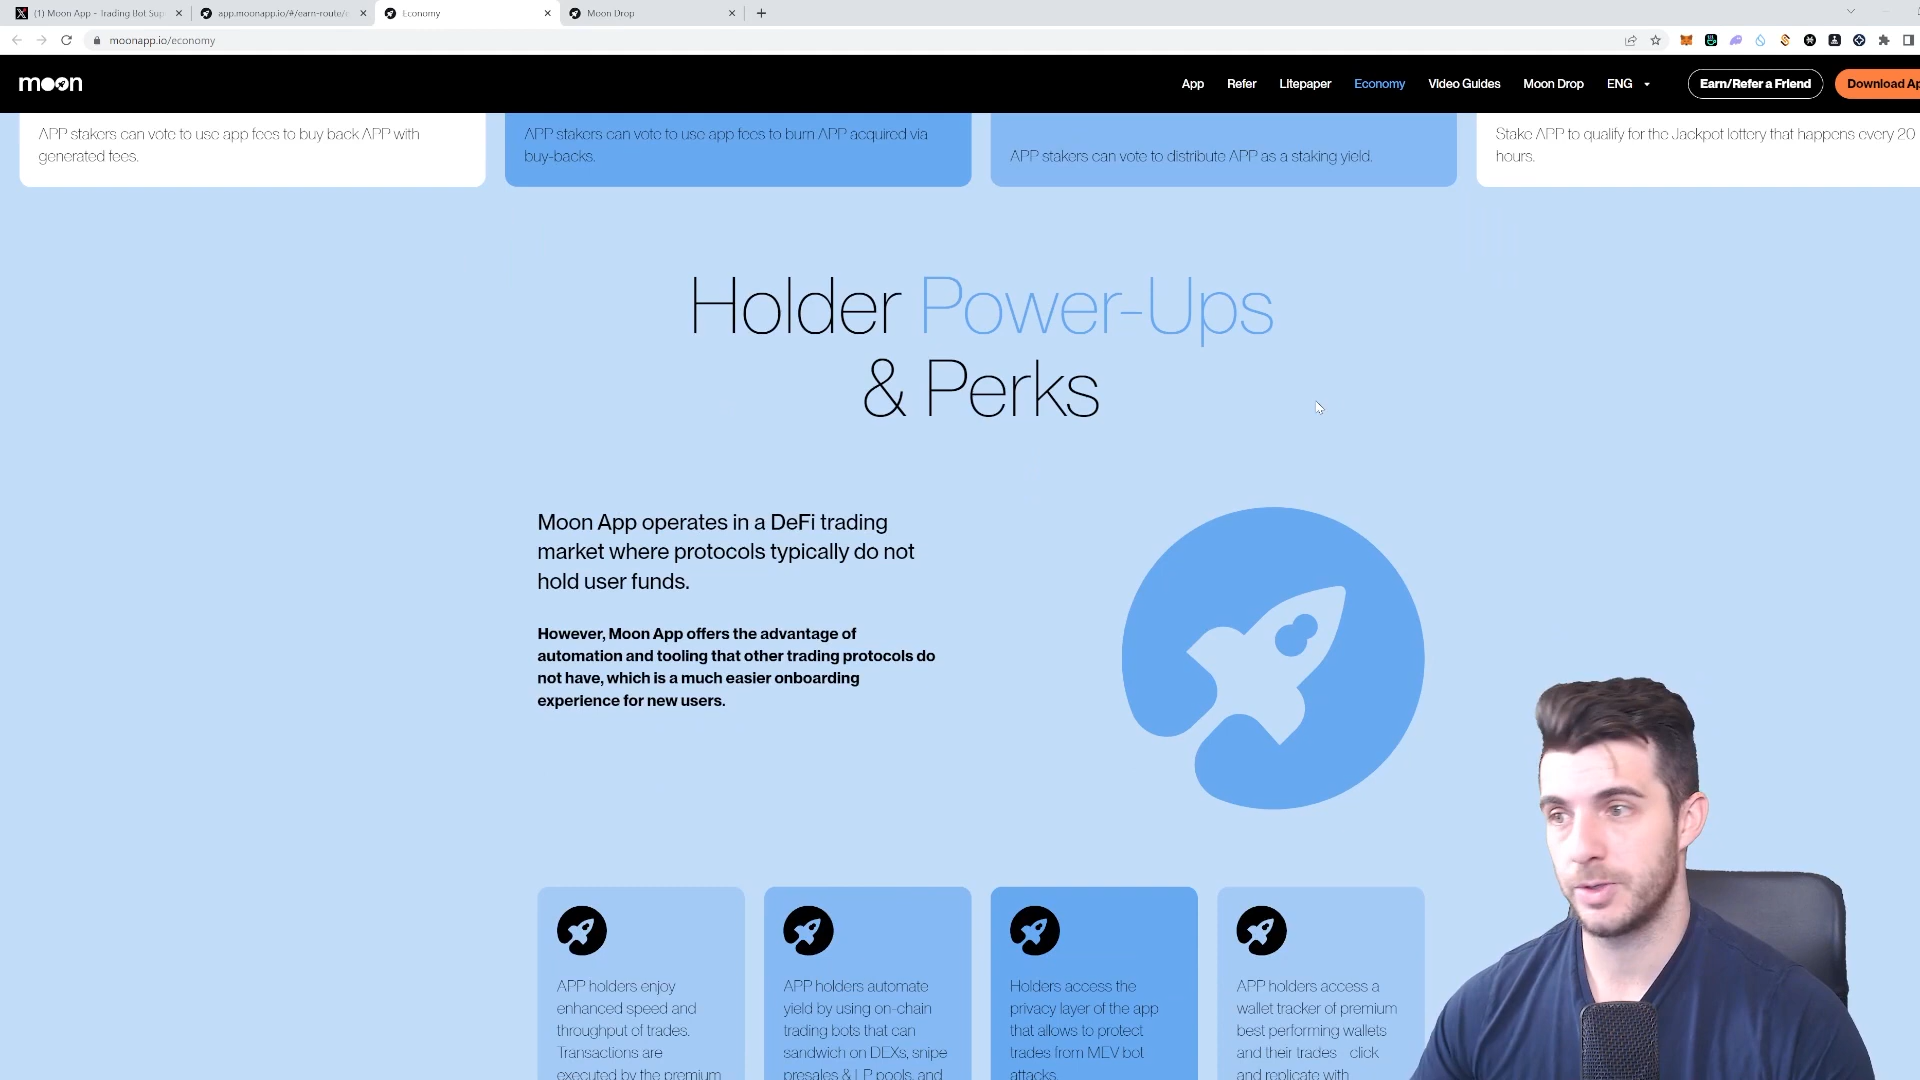 (1) Moon App - Trading Bot Sup
app.moonapp.io/#/earn-route/
Economy
Moon Drop
moonapp.io/economy
moon
App
Refer
Litepaper
Economy
Video Guides
Moon Drop
ENG
Earn/Refer a Friend
Download Ap
APP stakers can vote to use app fees to buy back APP with
generated fees.
APP stakers can vote to use app fees to burn APP acquired via
buy-backs.
APP stakers can vote to distribute APP as a staking yield.
Stake APP to qualify for the Jackpot lottery that happens every 20
hours.
Holder Power-Ups
& Perks
Moon App operates in a DeFi trading
market where protocols typically do not
hold user funds.
However, Moon App offers the advantage of
automation and tooling that other trading protocols do
not have, which is a much easier onboarding
experience for new users.
APP holders enjoy
enhanced speed and
throughput of trades.
Transactions are
executed by the premium
APP holders automate
yield by using on-chain
trading bots that can
sandwich on DEXs, snipe
presales & LP pools, and
Holders access the
privacy layer of the app
that allows to protect
trades from MEV bot
attacks.
APP holders access a
wallet tracker of premium
best performing wallets
and their trades - click
and replicate with